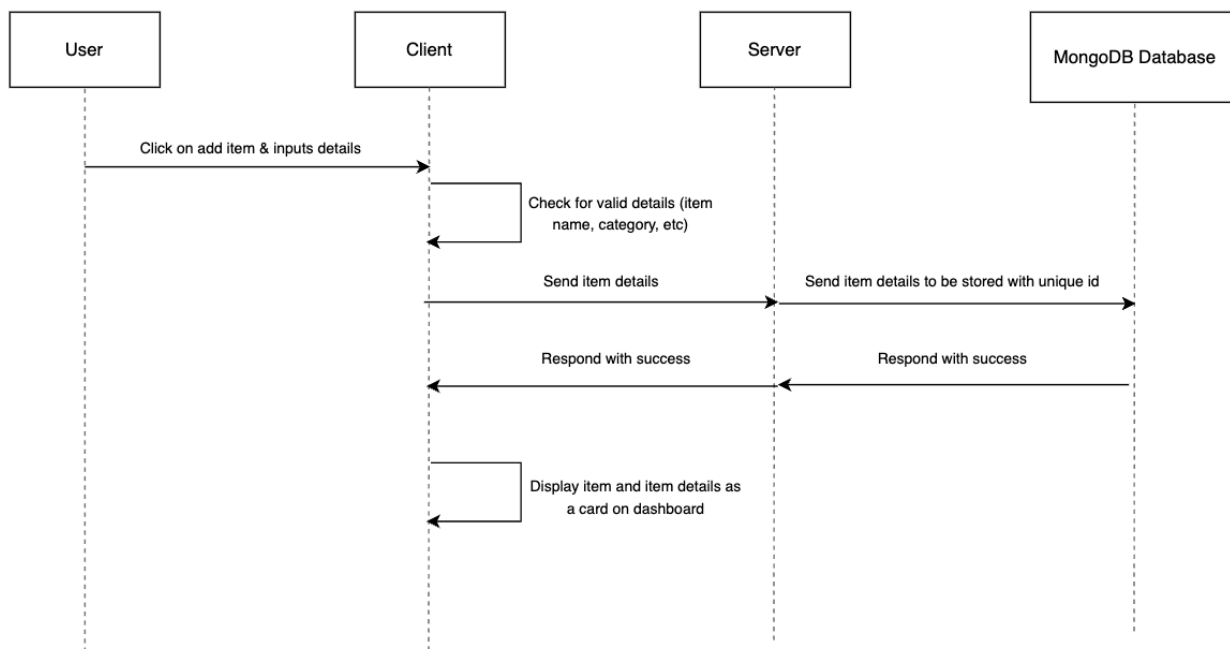 User
Client
Server
MongoDB Database
Click on add item & inputs details
Check for valid details (item
name, category, etc)
Send item details
Send item details to be stored with unique id
Respond with success
Respond with success
Display item and item details as
a card on dashboard